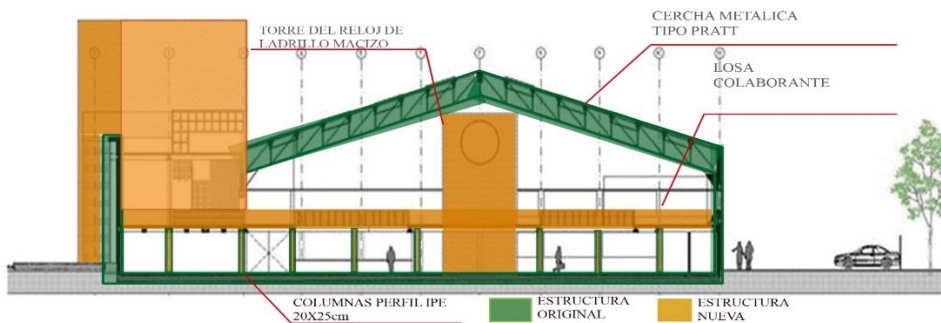 TORRE DEL RELOJ DE
LADRILLO MACIZO
CERCHA METALICA
TIPO PRATT
LOSA
COLABORANTE
COLUMNAS PERFIL IPE
20X25cm
ESTRUCTURA
ORIGINAL
ESTRUCTURA
NUEVA